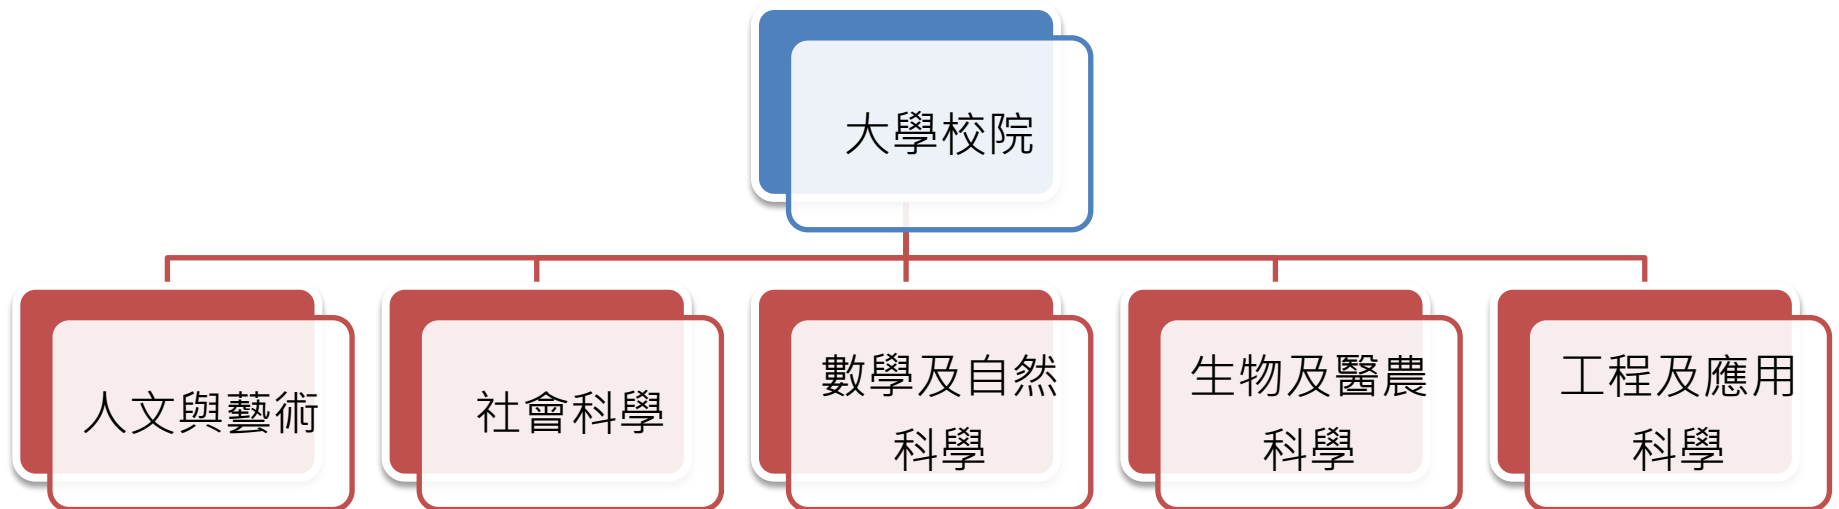 大學校院
人文與藝術
社會科學
數學及自然
科學
生物及醫農
科學
工程及應用
科學